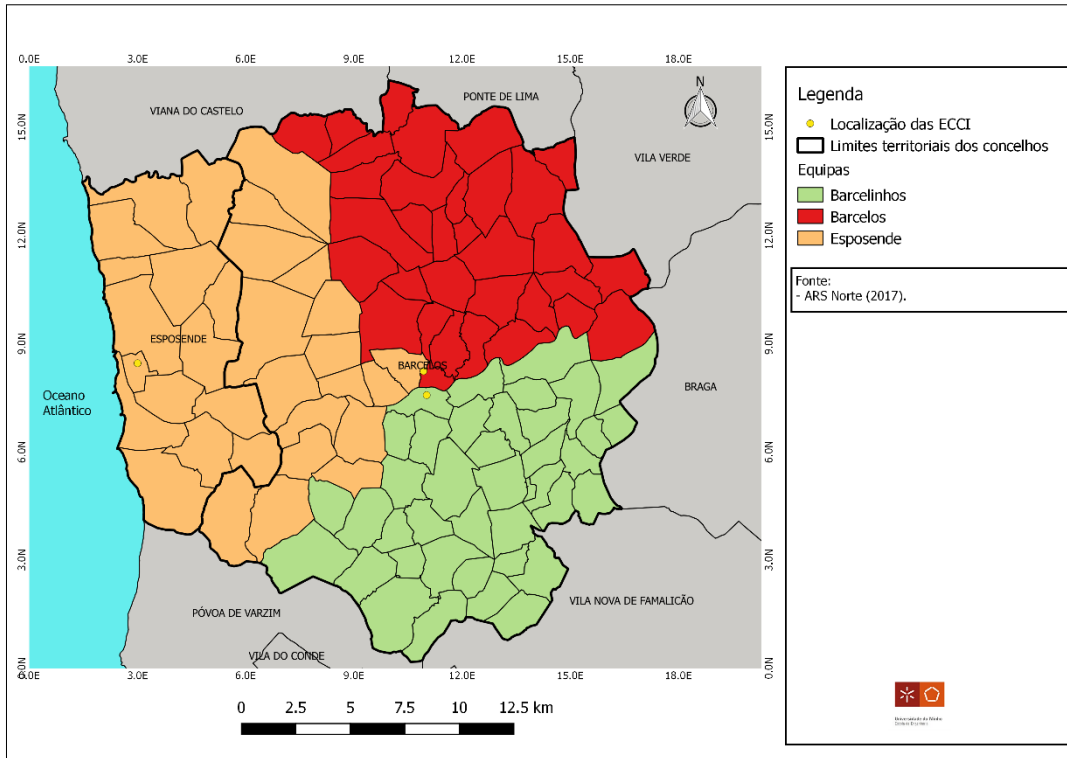 0.0E 3.0E 6.0E 9.0E 12.0E 15.0E 18.0E
15.0N 12.0N 9.0N 6.0N 3.0N 0.0N
VIANA DO CASTELO
PONTE DE LIMA
N
VILA VERDE
ESPOSENDE
BARCELOS
BRAGA
Oceano
Atlântico
PÓVOA DE VARZIM
VILA NOVA DE FAMALICÃO
VILA DO CONDE
15.0N 12.0N 9.0N 6.0N 3.0N 0.0N
0.0E 3.0E 6.0E 9.0E 12.0E 15.0E 18.0E
0 2.5 5 7.5 10 12.5 km
Legenda
Localização das ECCI
Limites territoriais dos concelhos
Equipas
Barcelinhos
Barcelos
Esposende
Fonte:
- ARS Norte (2017).
Universidade do Minho